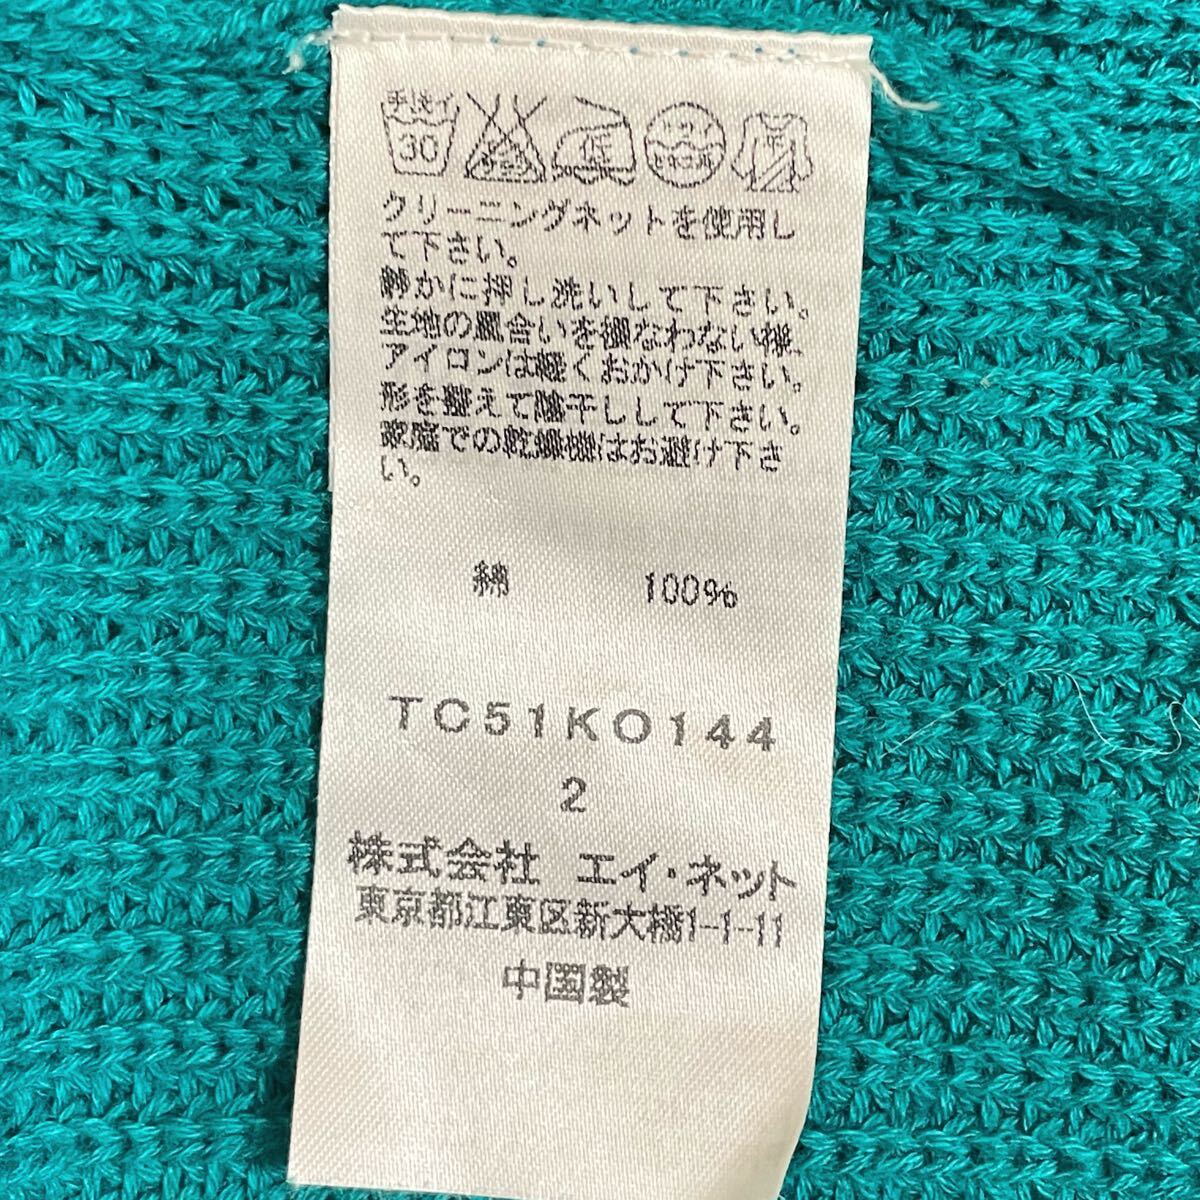 手洗イ
30
低
クリーニングネットを使用し
て下さい。
静かに押し洗いして下さい。
生地の風合いを損なわない様、
アイロンは軽くおかけ下さい。
形を整えて陰干しして下さい。
家庭での乾燥機はお避け下さ
い。
綿 100%
TC51KO144
2
株式会社 エイ・ネット
東京都江東区新大橋1-1-11
中国製